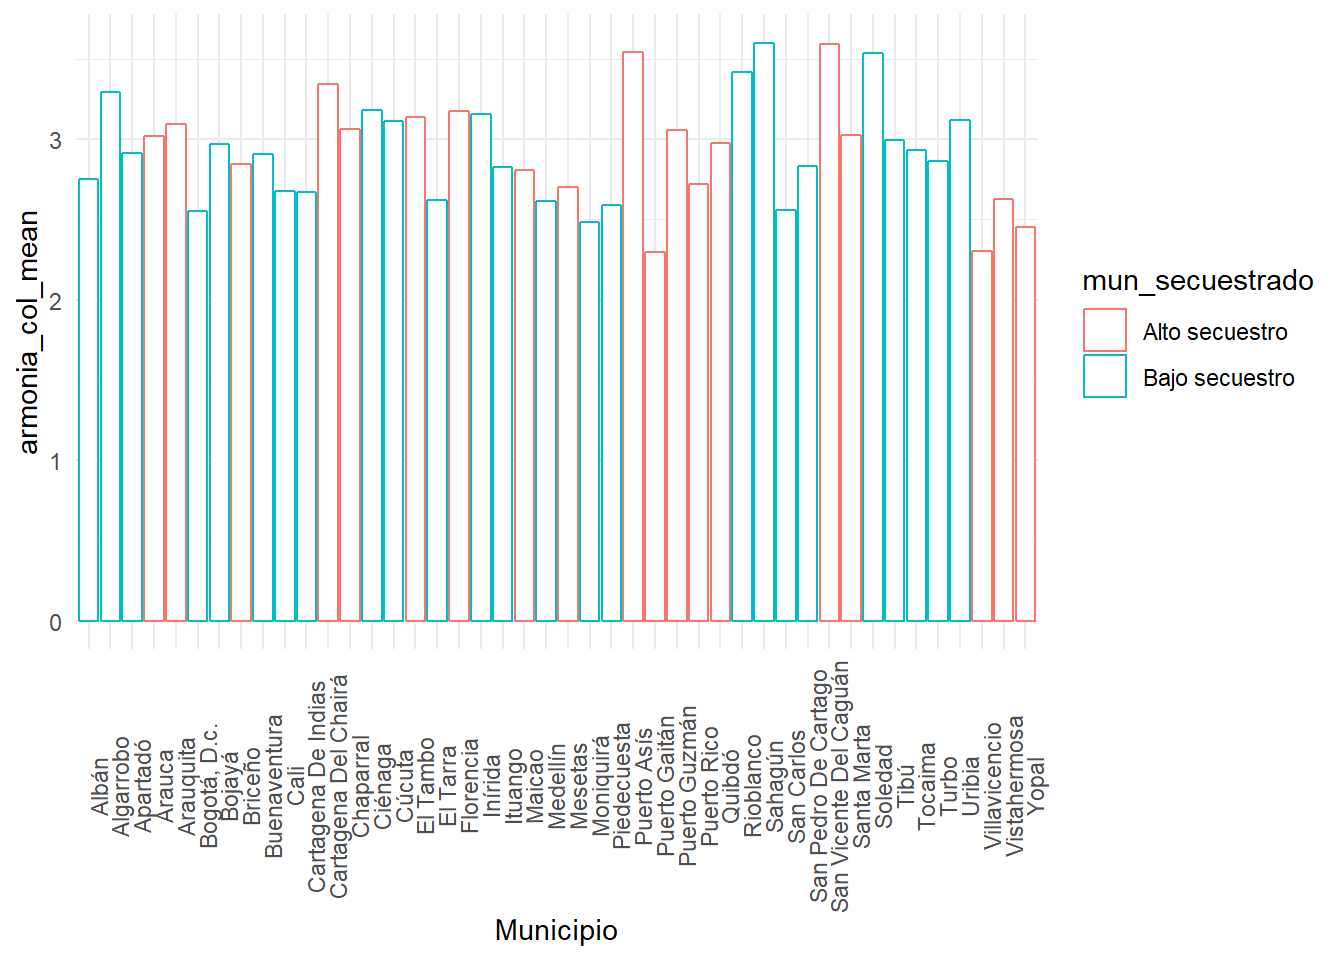 armonia_col_mean
3
2
1
0
Albán
Algarrobo
Apartadó
Arauca
Arauquita
Bogotá, D.c.
Bojayá
Briceño
Buenaventura
Cali
Cartagena De Indias
Cartagena Del Chairá
Chaparral
Ciénaga
Cúcuta
El Tambo
El Tarra
Florencia
Inírida
Ituango
Maicao
Medellín
Mesetas
Moniquirá
Piedecuesta
Puerto Asís
Puerto Gaitán
Puerto Guzmán
Puerto Rico
Quibdó
Rioblanco
Sahagún
San Carlos
San Pedro De Cartago
San Vicente Del Caguán
Santa Marta
Soledad
Tibú
Tocaima
Turbo
Uribia
Villavicencio
Vistahermosa
Yopal
Municipio
mun_secuestrado
Alto secuestro
Bajo secuestro